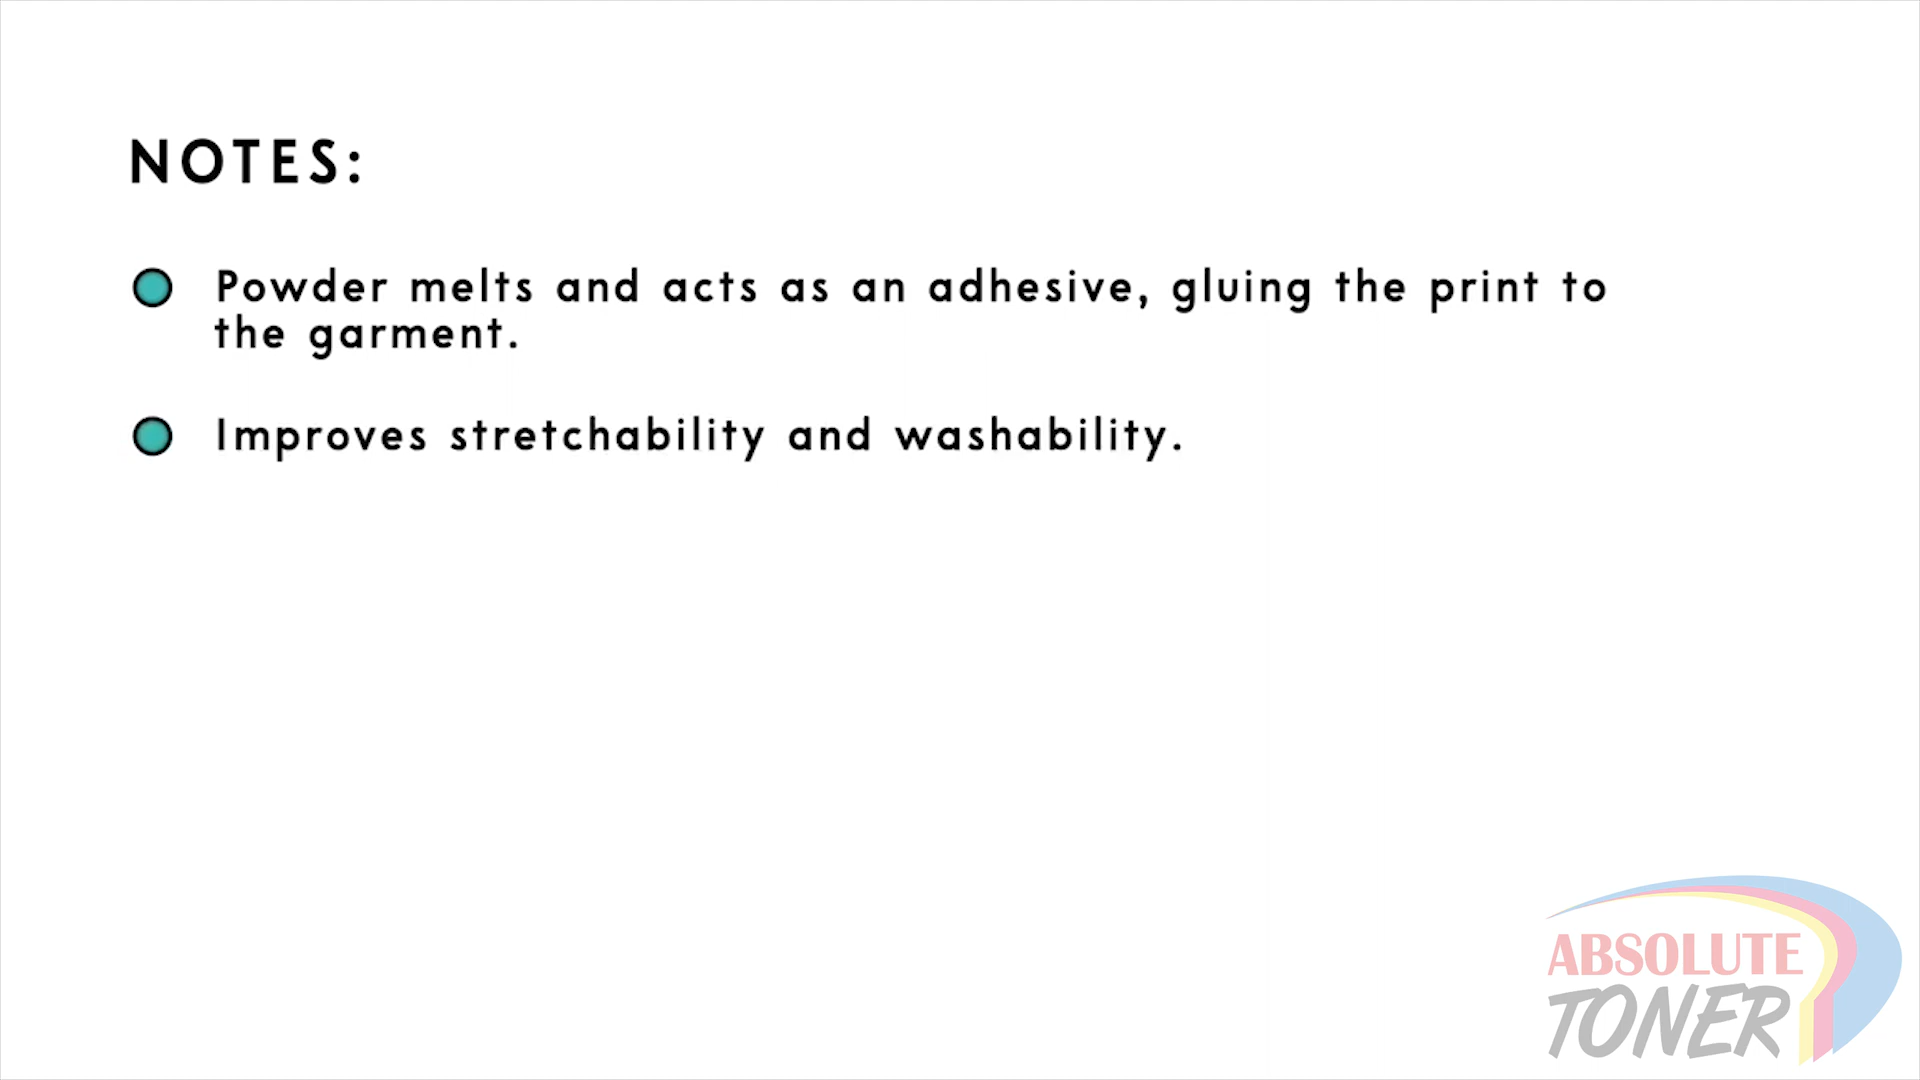 NOTES:
Powder melts and acts as an adhesive, gluing the print to
the garment.
Improves stretchability and washability.
ABSOLUTE
TONER